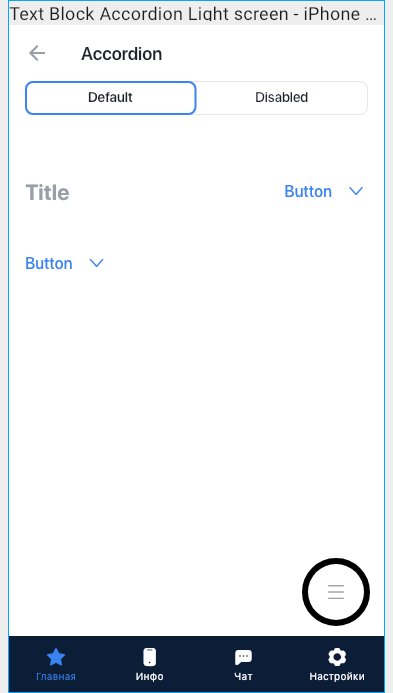 Text Block Accordion Light screen - iPhone ...
Accordion
Default Disabled
Title Button
Button
Главная Инфо Чат Настройки